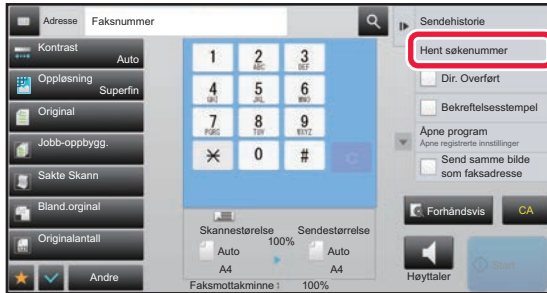 Adresse
Faksnummer
Kontrast
Auto
Oppløsning
Superfin
Original
Jobb-oppbygg.
Sakte Skann
Bland.orginal
Originalantall
Andre
1
2
ABC
3
DEF
4
GHI
5
JKL
6
MNO
7
PQRS
8
TUV
9
WXYZ
0
#
C
Skannestørelse
Sendestørrelse
100%
Auto
Auto
A4
A4
Faksmottakminne
100%
Sendehistorie
Hent søkenummer
Dir. Overført
Bekreftelsesstempel
Åpne program
Åpne registrerte innstillinger
Send samme bilde
som faksadresse
Forhåndsvis
CA
Høyttaler
Start